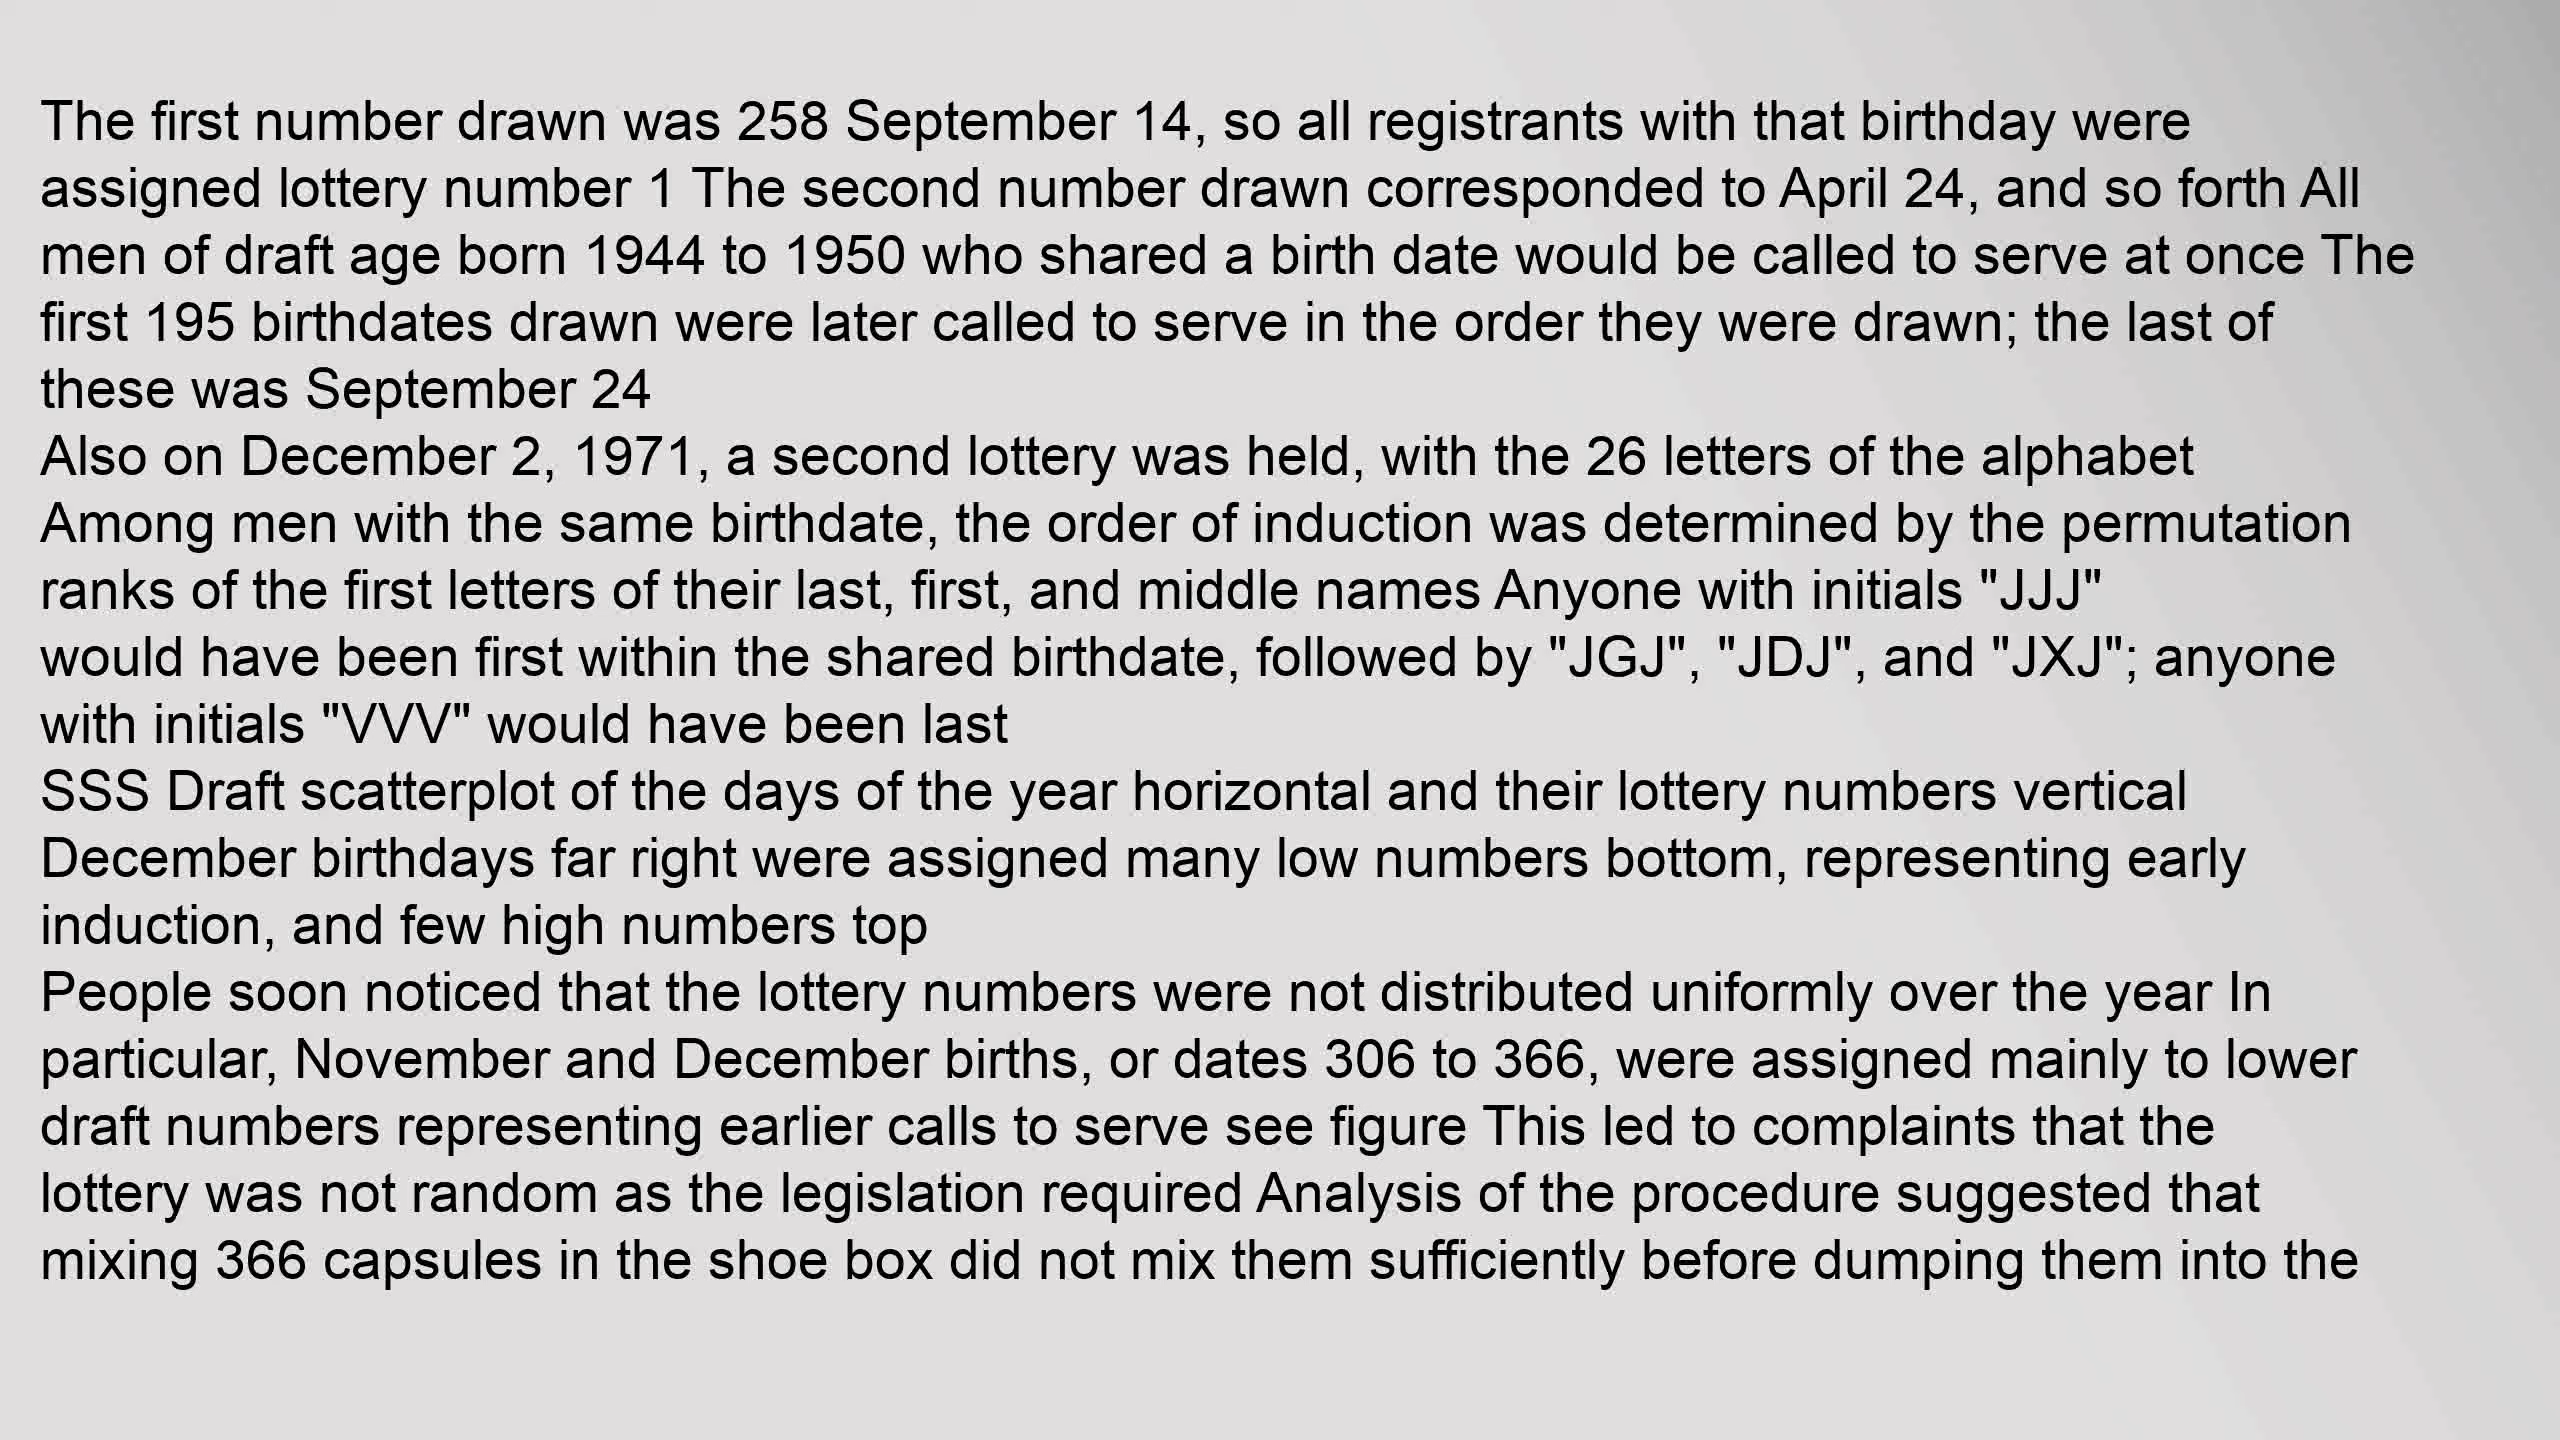 The first number drawn was 258 September 14, so all registrants with that birthday were
assigned lottery number 1 The second number drawn corresponded to April 24, and so forth All
men of draft age born 1944 to 1950 who shared a birth date would be called to serve at once The
first 195 birthdates drawn were later called to serve in the order they were drawn; the last of
these was September 24
Also on December 2, 1971, a second lottery was held, with the 26 letters of the alphabet
Among men with the same birthdate, the order of induction was determined by the permutation
ranks of the first letters of their last, first, and middle names Anyone with initials "JJJ"
would have been first within the shared birthdate, followed by "JGJ", "JDJ", and "JXJ"; anyone
with initials "VVV" would have been last
SSS Draft scatterplot of the days of the year horizontal and their lottery numbers vertical
December birthdays far right were assigned many low numbers bottom, representing early
induction, and few high numbers top
People soon noticed that the lottery numbers were not distributed uniformly over the year In
particular, November and December births, or dates 306 to 366, were assigned mainly to lower
draft numbers representing earlier calls to serve see figure This led to complaints that the
lottery was not random as the legislation required Analysis of the procedure suggested that
mixing 366 capsules in the shoe box did not mix them sufficiently before dumping them into the